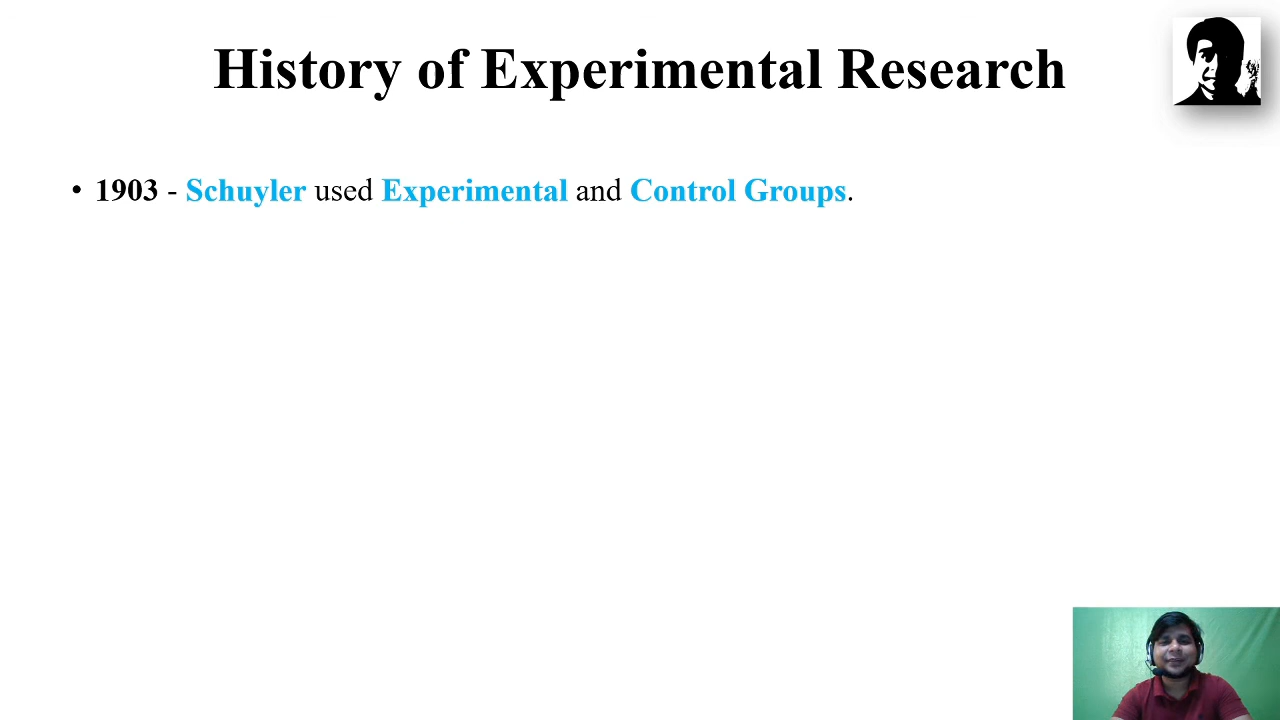 History of Experimental Research
• 1903 - Schuyler used Experimental and Control Groups.